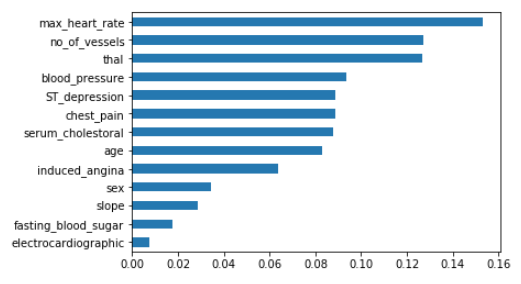 max_heart_rate
no_of_vessels
thal
blood_pressure
ST_depression
chest_pain
serum_cholestoral
age
induced_angina
sex
slope
fasting_blood_sugar
electrocardiographic
0.00 0.02 0.04 0.06 0.08 0.10 0.12 0.14 0.16